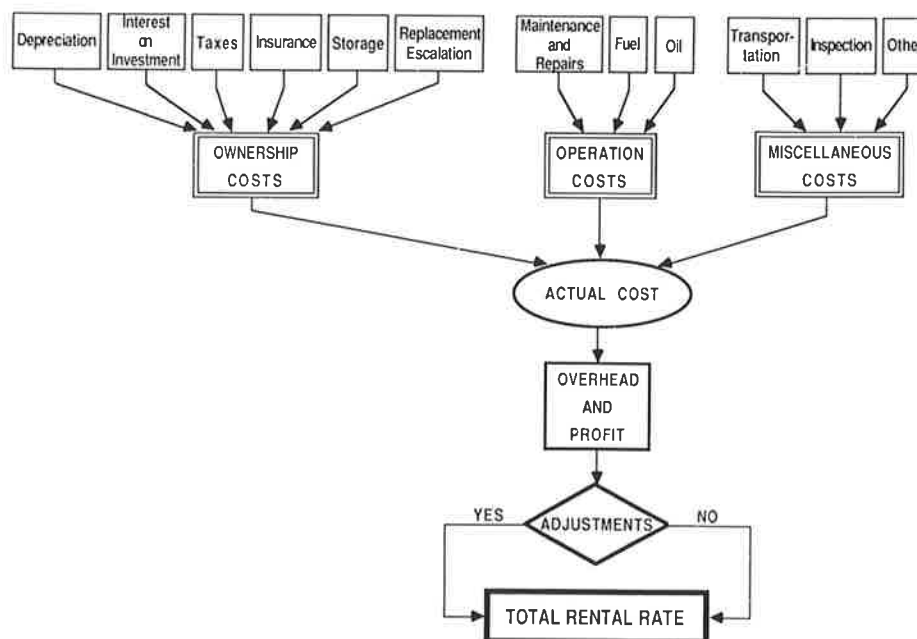 Depreciation
Interest
on
Investment
Taxes
Insurance
Storage
Replacement
Escalation
Maintenance
and
Repairs
Fuel
Oil
Transpor-
tation
Inspection
Othe
OWNERSHIP
COSTS
OPERATION
COSTS
MISCELLANEOUS
COSTS
ACTUAL COST
OVERHEAD
AND
PROFIT
YES
ADJUSTMENTS
NO
TOTAL RENTAL RATE